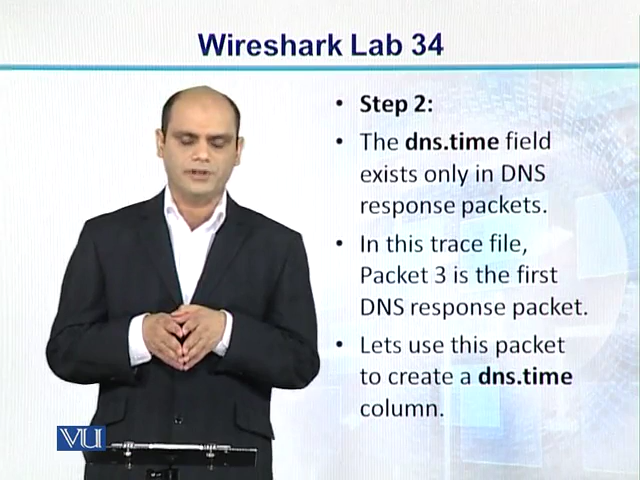 Wireshark Lab 34
• Step 2:
• The dns.time field
exists only in DNS
response packets.
• In this trace file,
Packet 3 is the first
DNS response packet.
• Lets use this packet
to create a dns.time
column.
VU